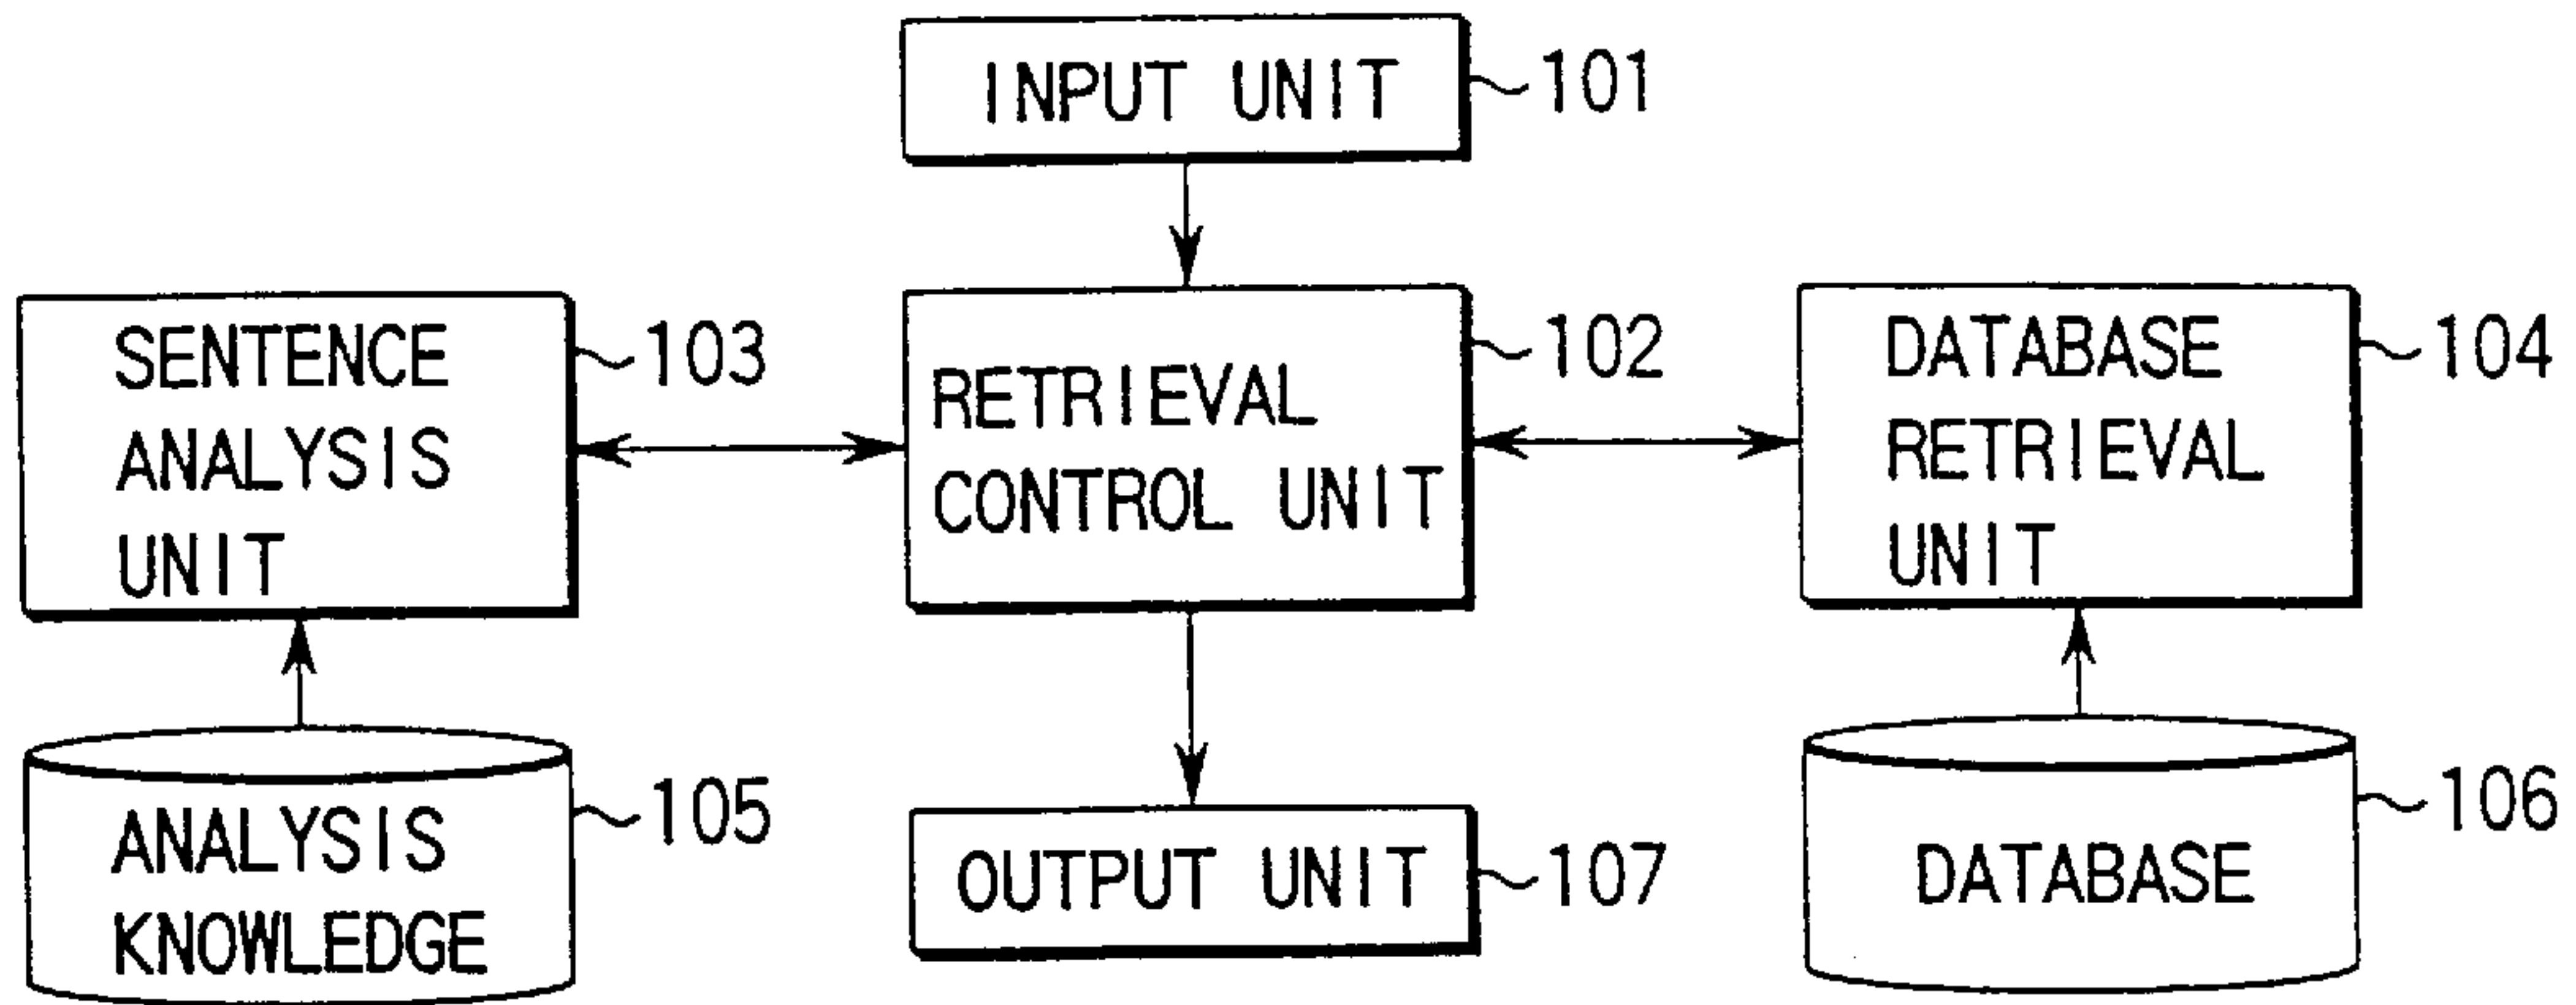 INPUT UNIT
101
SENTENCE
ANALYSIS
UNIT
103
RETRIEVAL
CONTROL UNIT
102
DATABASE
RETRIEVAL
UNIT
104
ANALYSIS
KNOWLEDGE
105
OUTPUT UNIT
107
DATABASE
106